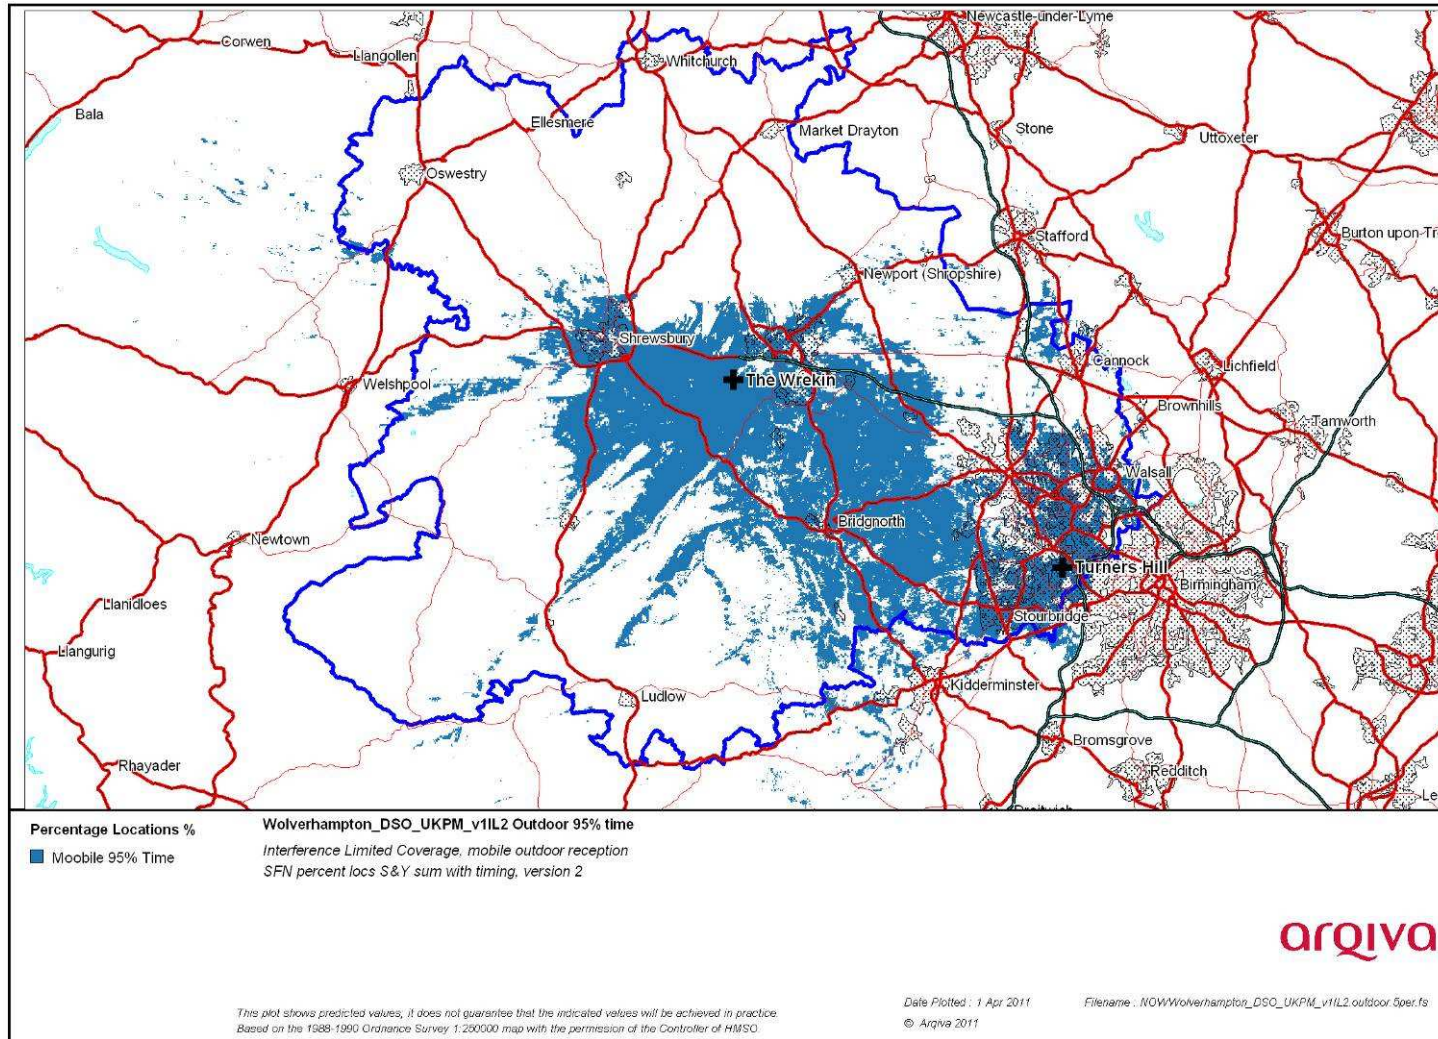 Newcastle-under-Lyme
Corwen
Llangollen
Whitchurch
Bala
Ellesmere
Market Drayton
Stone
Uttoxeter
Oswestry
Stafford
Burton upon Tr
Newport (Shropshire)
Shrewsbury
Cannock
Lichfield
Welshpool
The Wrekin
Brownhills
Tamworth
Walsall
Bridgnorth
Newtown
Turners Hill
Birmingham
Llanidloes
Stourbridge
Llangurig
Kidderminster
Ludlow
Bromsgrove
Rhayader
Redditch
Le
Droitwich
Percentage Locations %
Moobile 95% Time
Wolverhampton_DSO_UKPM_v1IL2 Outdoor 95% time
Interference Limited Coverage, mobile outdoor reception
SFN percent locs S&Y sum with timing, version 2
arqiva
This plot shows predicted values; it does not guarantee that the indicated values will be achieved in practice.
Based on the 1988-1990 Ordnance Survey 1:250000 map with the permission of the Controller of HMSO
Date Plotted : 1 Apr 2011
© Arqiva 2011
Filename : NOW\Wolverhampton_DSO_UKPM_v1IL2.outdoor.5per.fs